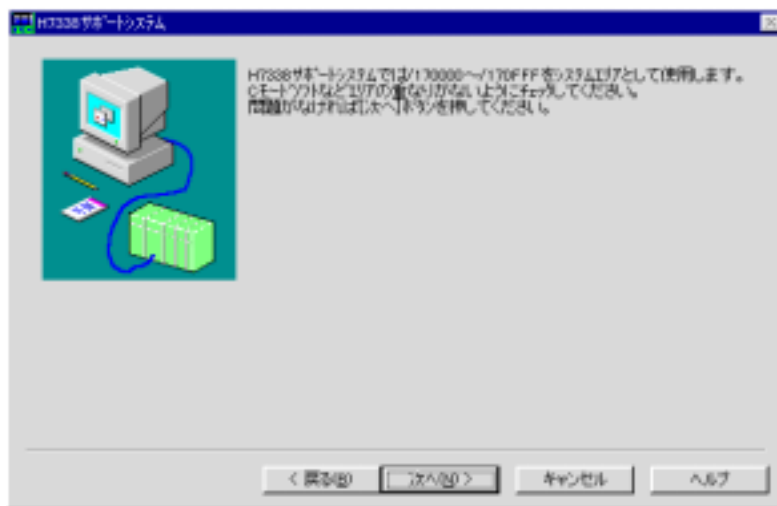 H7338サポートシステム
H7338サポートシステムでは/170000～/170FFFをシステムエリアとして使用します。
Cモードソフトなどエリアの重なりがないようにチェックしてください。
問題がなければ[次へ]ボタンを押してください。
< 戻る(B)
次へ(N) >
キャンセル
ヘルプ